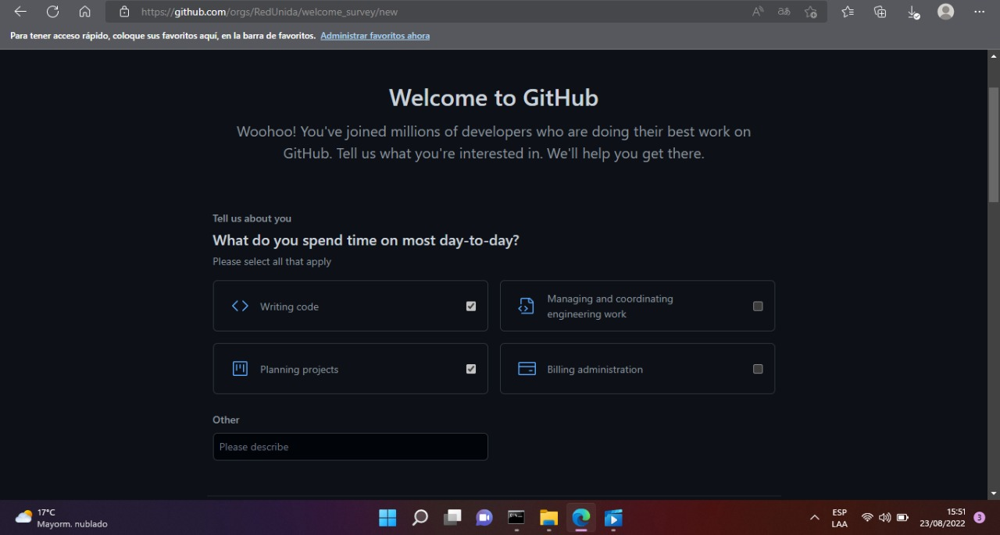 https://github.com/orgs/RedUnida/welcome_survey/new
Para tener acceso rápido, coloque sus favoritos aquí, en la barra de favoritos. Administrar favoritos ahora
Welcome to GitHub
Woohoo! You've joined millions of developers who are doing their best work on
GitHub. Tell us what you're interested in. We'll help you get there.
Tell us about you
What do you spend time on most day-to-day?
Please select all that apply
Writing code
Managing and coordinating
engineering work
Planning projects
Billing administration
Other
Please describe
17°C
Mayorm. nublado
ESP
LAA
15:51
23/08/2022
3